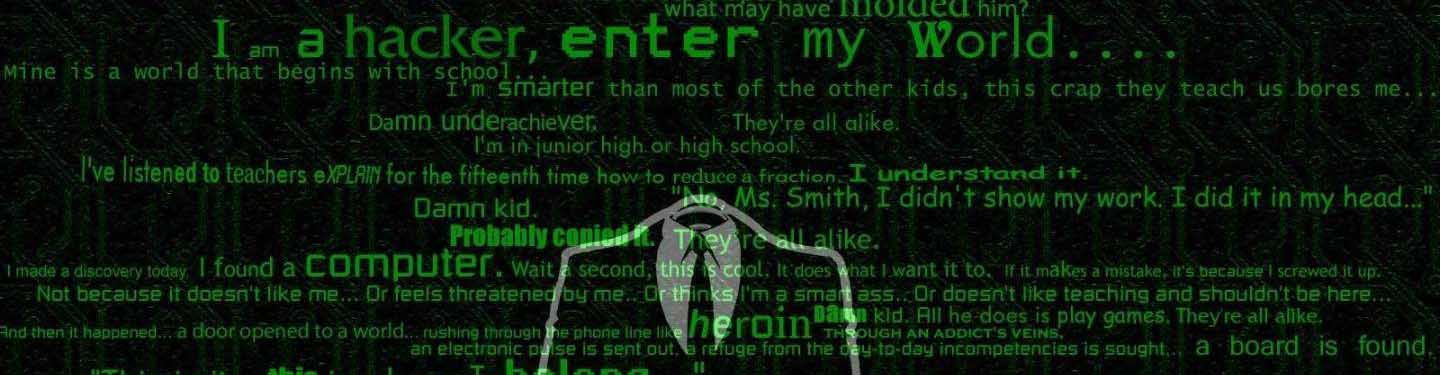 what may have molded him?
I am a hacker, enter my World....
Mine is a world that begins with school...
I'm smarter than most of the other kids, this crap they teach us bores me...
Damn underachiever. They're all alike.
I'm in junior high or high school.
I've listened to teachers eXPLAIN for the fifteenth time how to reduce a fraction. I understand it.
"No, Ms. Smith, I didn't show my work. I did it in my head..."
Damn kid.
Probably copied it. They're all alike.
I made a discovery today. I found a computer. Wait a second, this is cool. It does what I want it to. If it makes a mistake, it's because I screwed it up.
Not because it doesn't like me... Or feels threatened by me.. Or thinks I'm a smart ass.. Or doesn't like teaching and shouldn't be here...
Damn kid. All he does is play games. They're all alike.
And then it happened... a door opened to a world... rushing through the phone line like heroin THROUGH AN ADDICT'S VEINS,
an electronic pulse is sent out, a refuge from the day-to-day incompetencies is sought... a board is found.
I belong